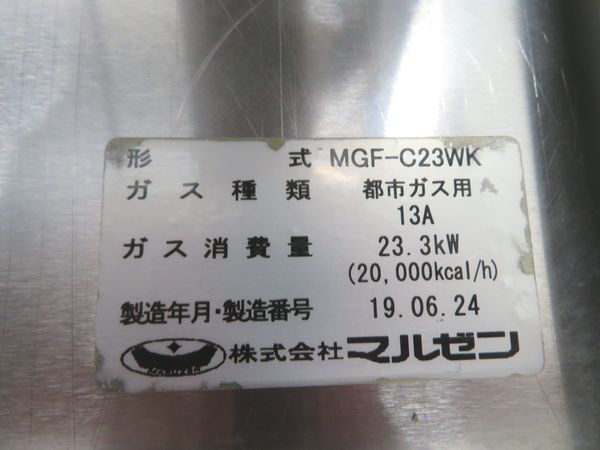 形 式 MGF-C23WK
ガス種類 都市ガス用
13A
ガス消費量 23.3kW
(20,000kcal/h)
製造年月・製造番号 19.06.24
MARUZEN 株式会社マルゼン